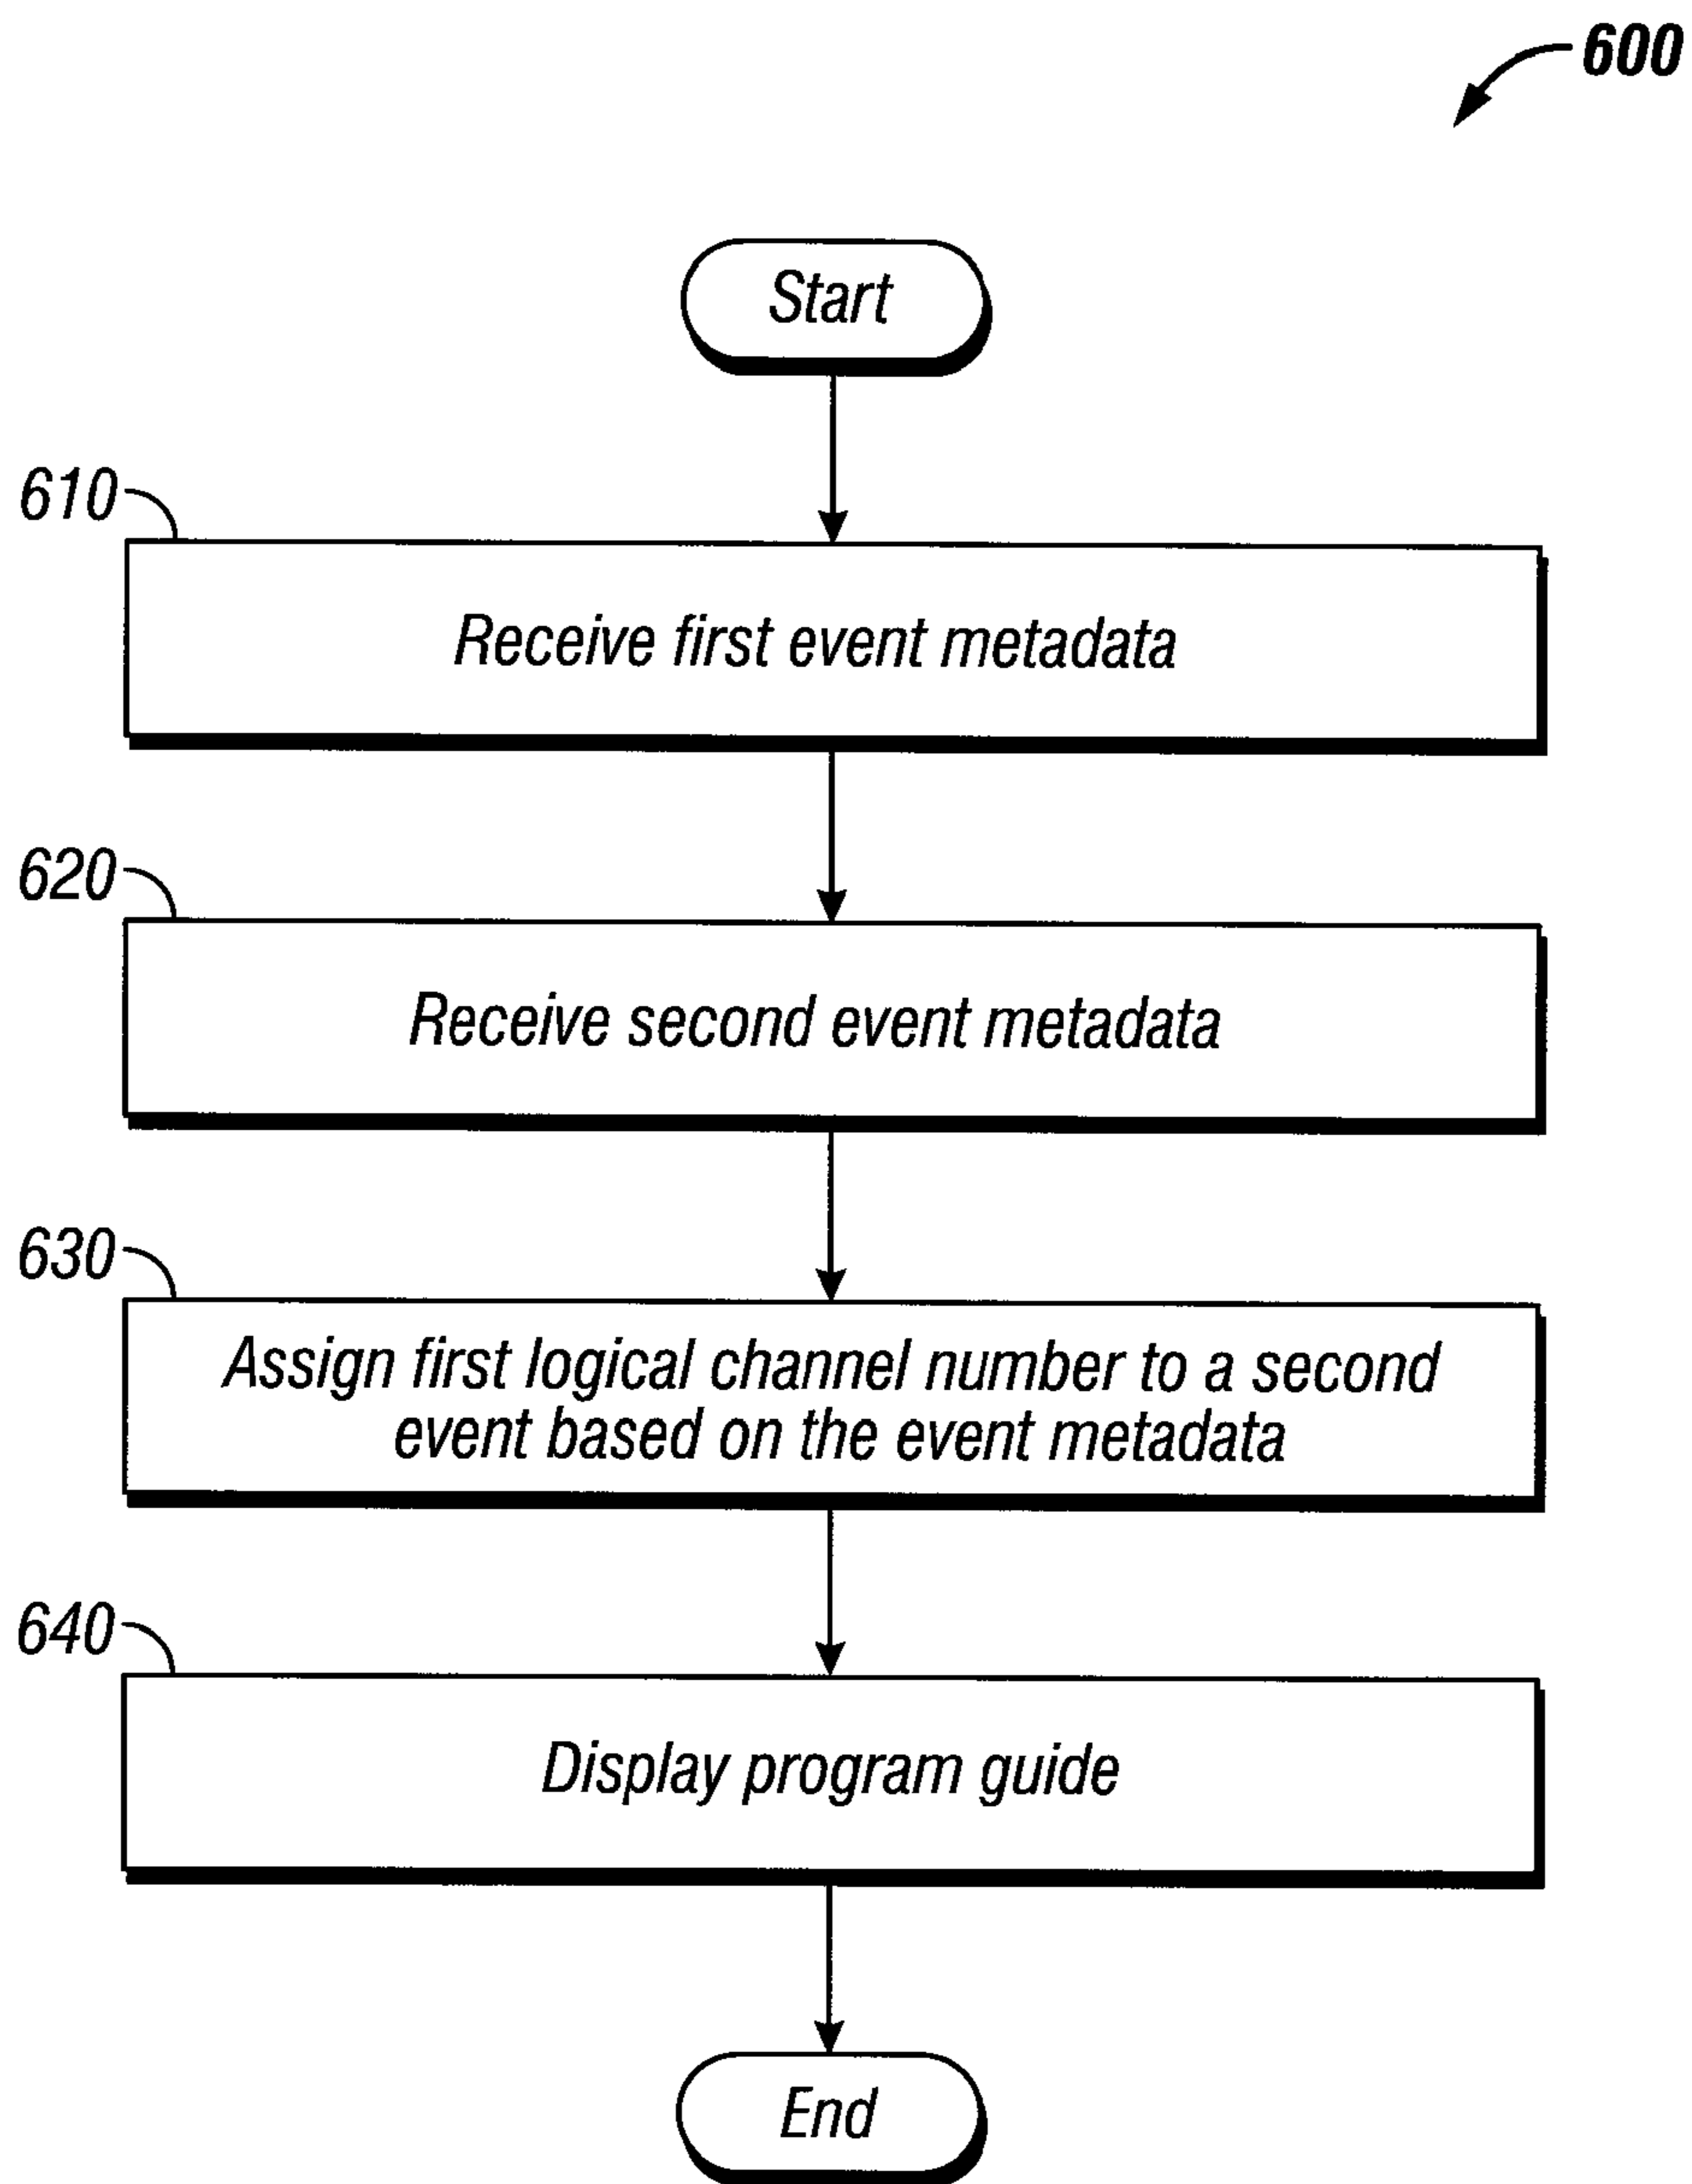 600
Start
610
Receive first event metadata
620
Receive second event metadata
630
Assign first logical channel number to a second
event based on the event metadata
640
Display program guide
End